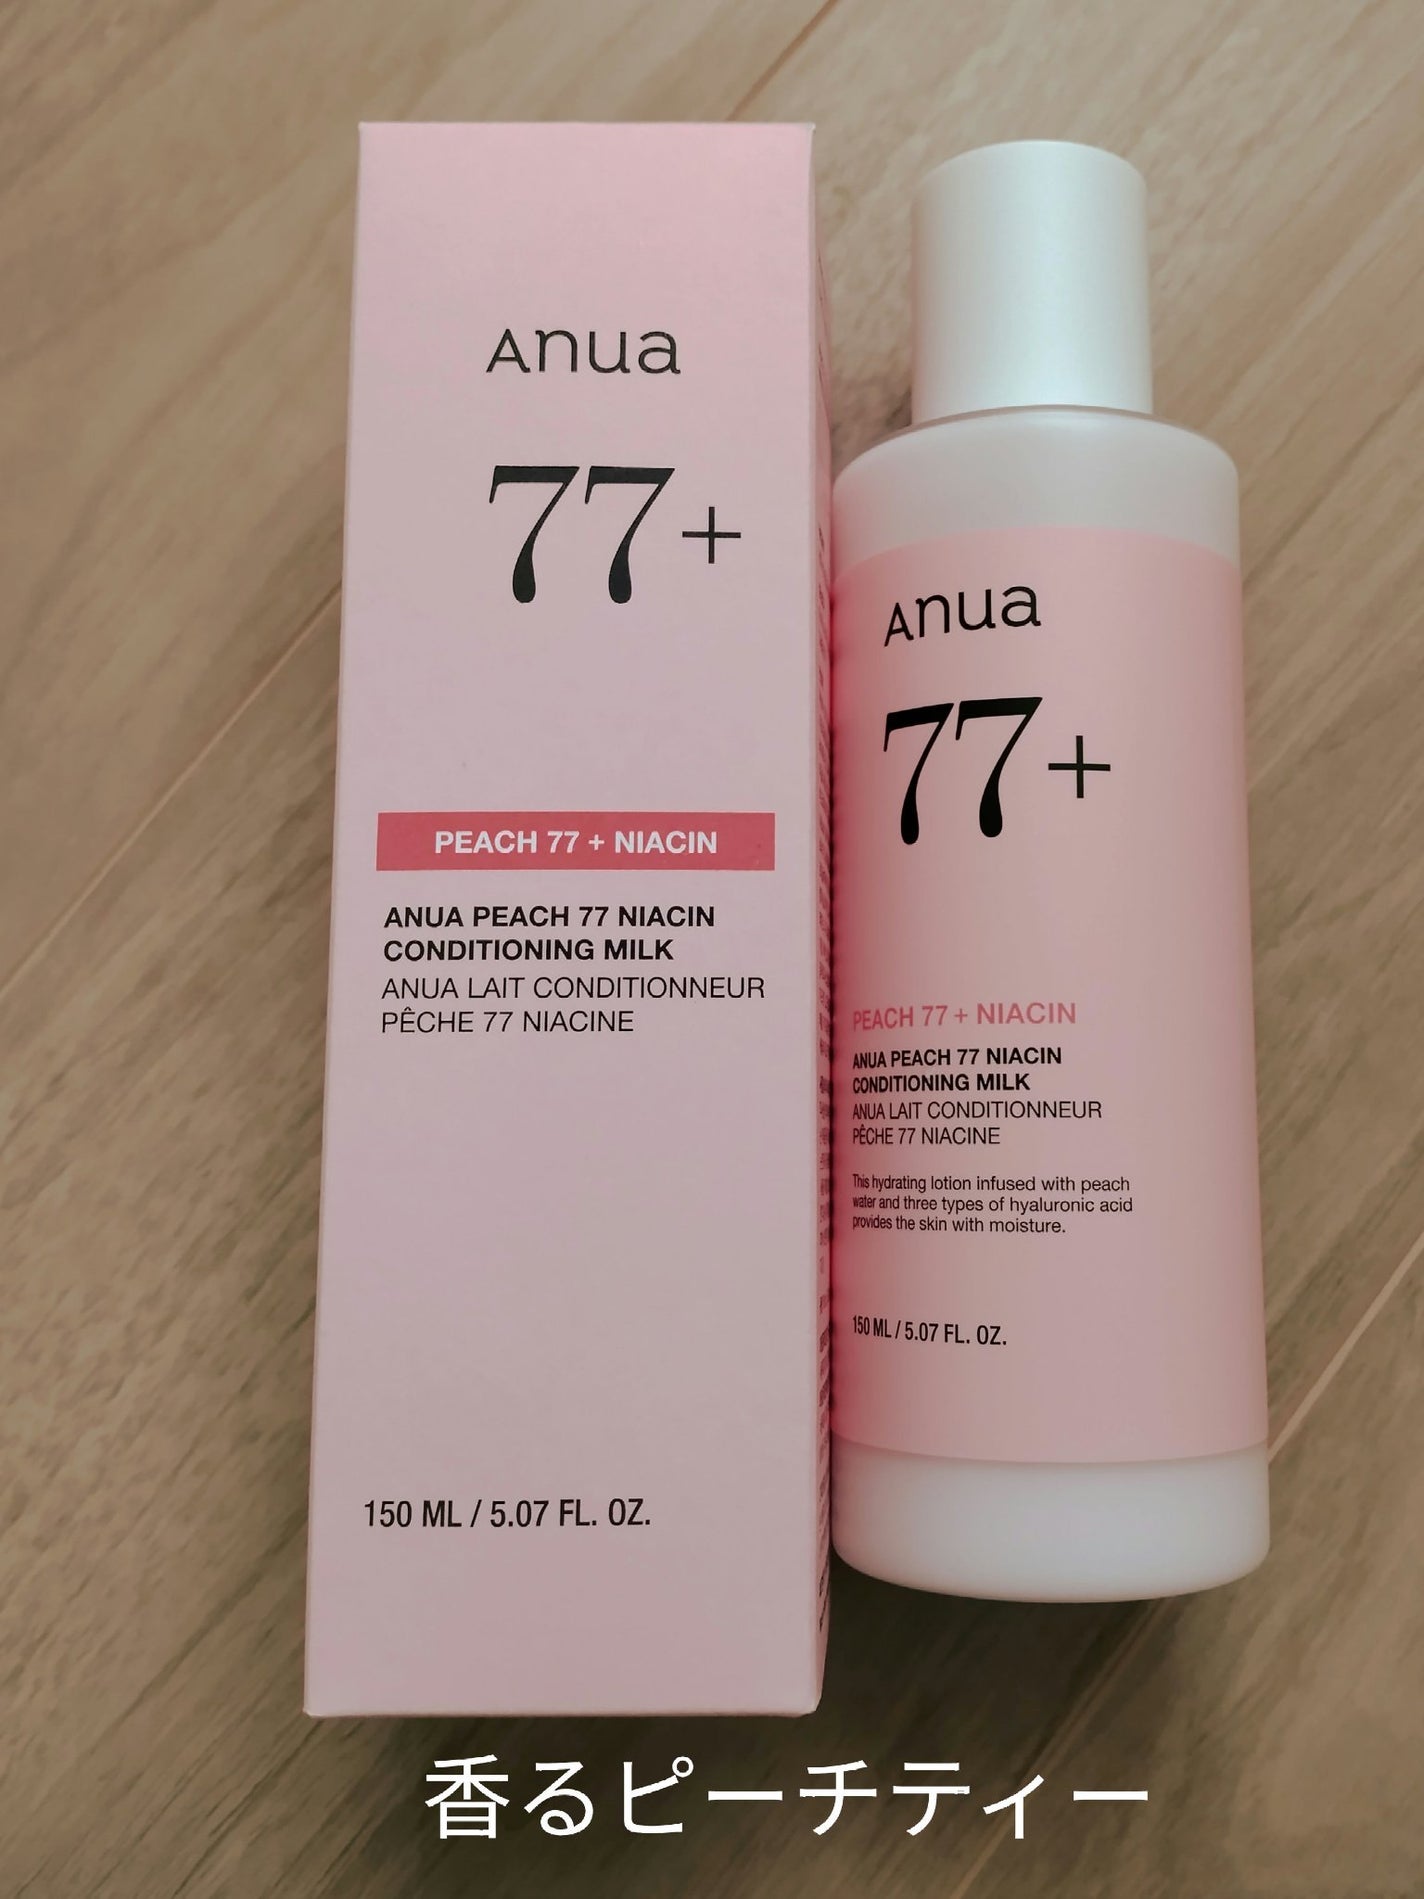 Anua
77+
PEACH 77 + NIACIN
ANUA PEACH 77 NIACIN
CONDITIONING MILK
ANUA LAIT CONDITIONNEUR
PÊCHE 77 NIACINE
150 ML / 5.07 FL. OZ.
Anua
77+
PEACH 77 + NIACIN
ANUA PEACH 77 NIACIN
CONDITIONING MILK
ANUA LAIT CONDITIONNEUR
PÊCHE 77 NIACINE
This hydrating lotion infused with peach
water and three types of hyaluronic acid
provides the skin with moisture.
150 ML / 5.07 FL. OZ.
香るピーチティー